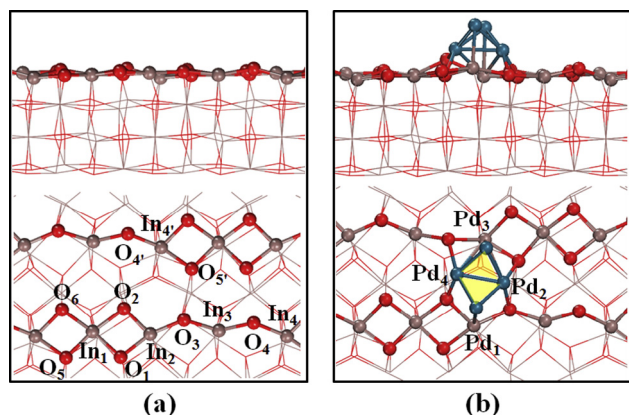 In4'
O4'
O5'
O6
O2
In3
In4
In1
In2
O3
O4
O5
O1
Pd3
Pd4
Pd2
Pd1
(a)
(b)